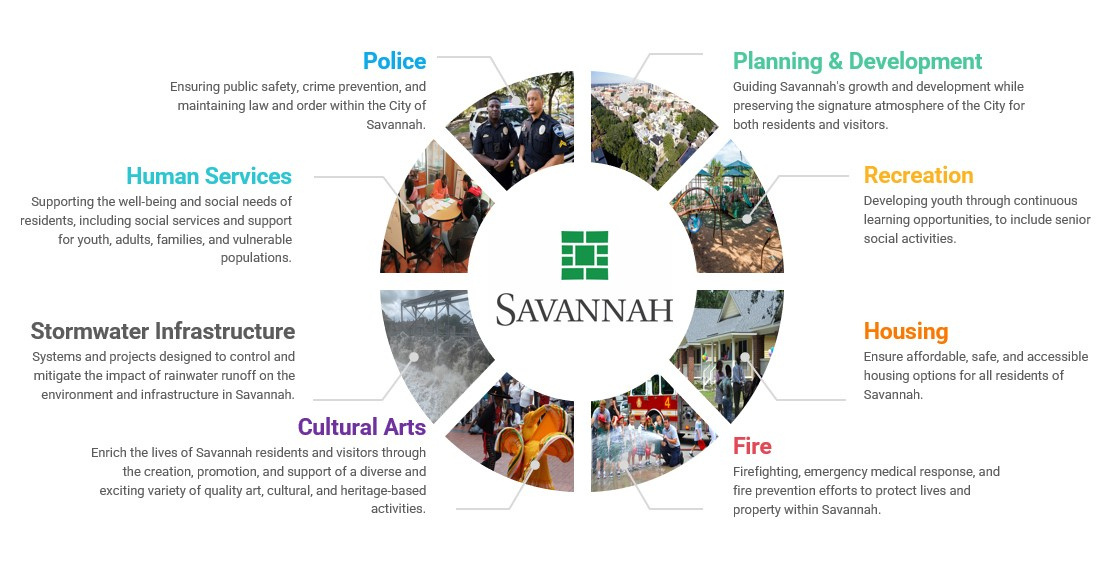 Police
Ensuring public safety, crime prevention, and
maintaining law and order within the City of
Savannah.
Planning & Development
Guiding Savannah's growth and development while
preserving the signature atmosphere of the City for
both residents and visitors.
Human Services
Supporting the well-being and social needs of
residents, including social services and support
for youth, adults, families, and vulnerable
populations.
Recreation
Developing youth through continuous
learning opportunities, to include senior
social activities.
SAVANNAH
Stormwater Infrastructure
Systems and projects designed to control and
mitigate the impact of rainwater runoff on the
environment and infrastructure in Savannah.
Housing
Ensure affordable, safe, and accessible
housing options for all residents of
Savannah.
Cultural Arts
Enrich the lives of Savannah residents and visitors through
the creation, promotion, and support of a diverse and
exciting variety of quality art, cultural, and heritage-based
activities.
4
Fire
Firefighting, emergency medical response, and
fire prevention efforts to protect lives and
property within Savannah.